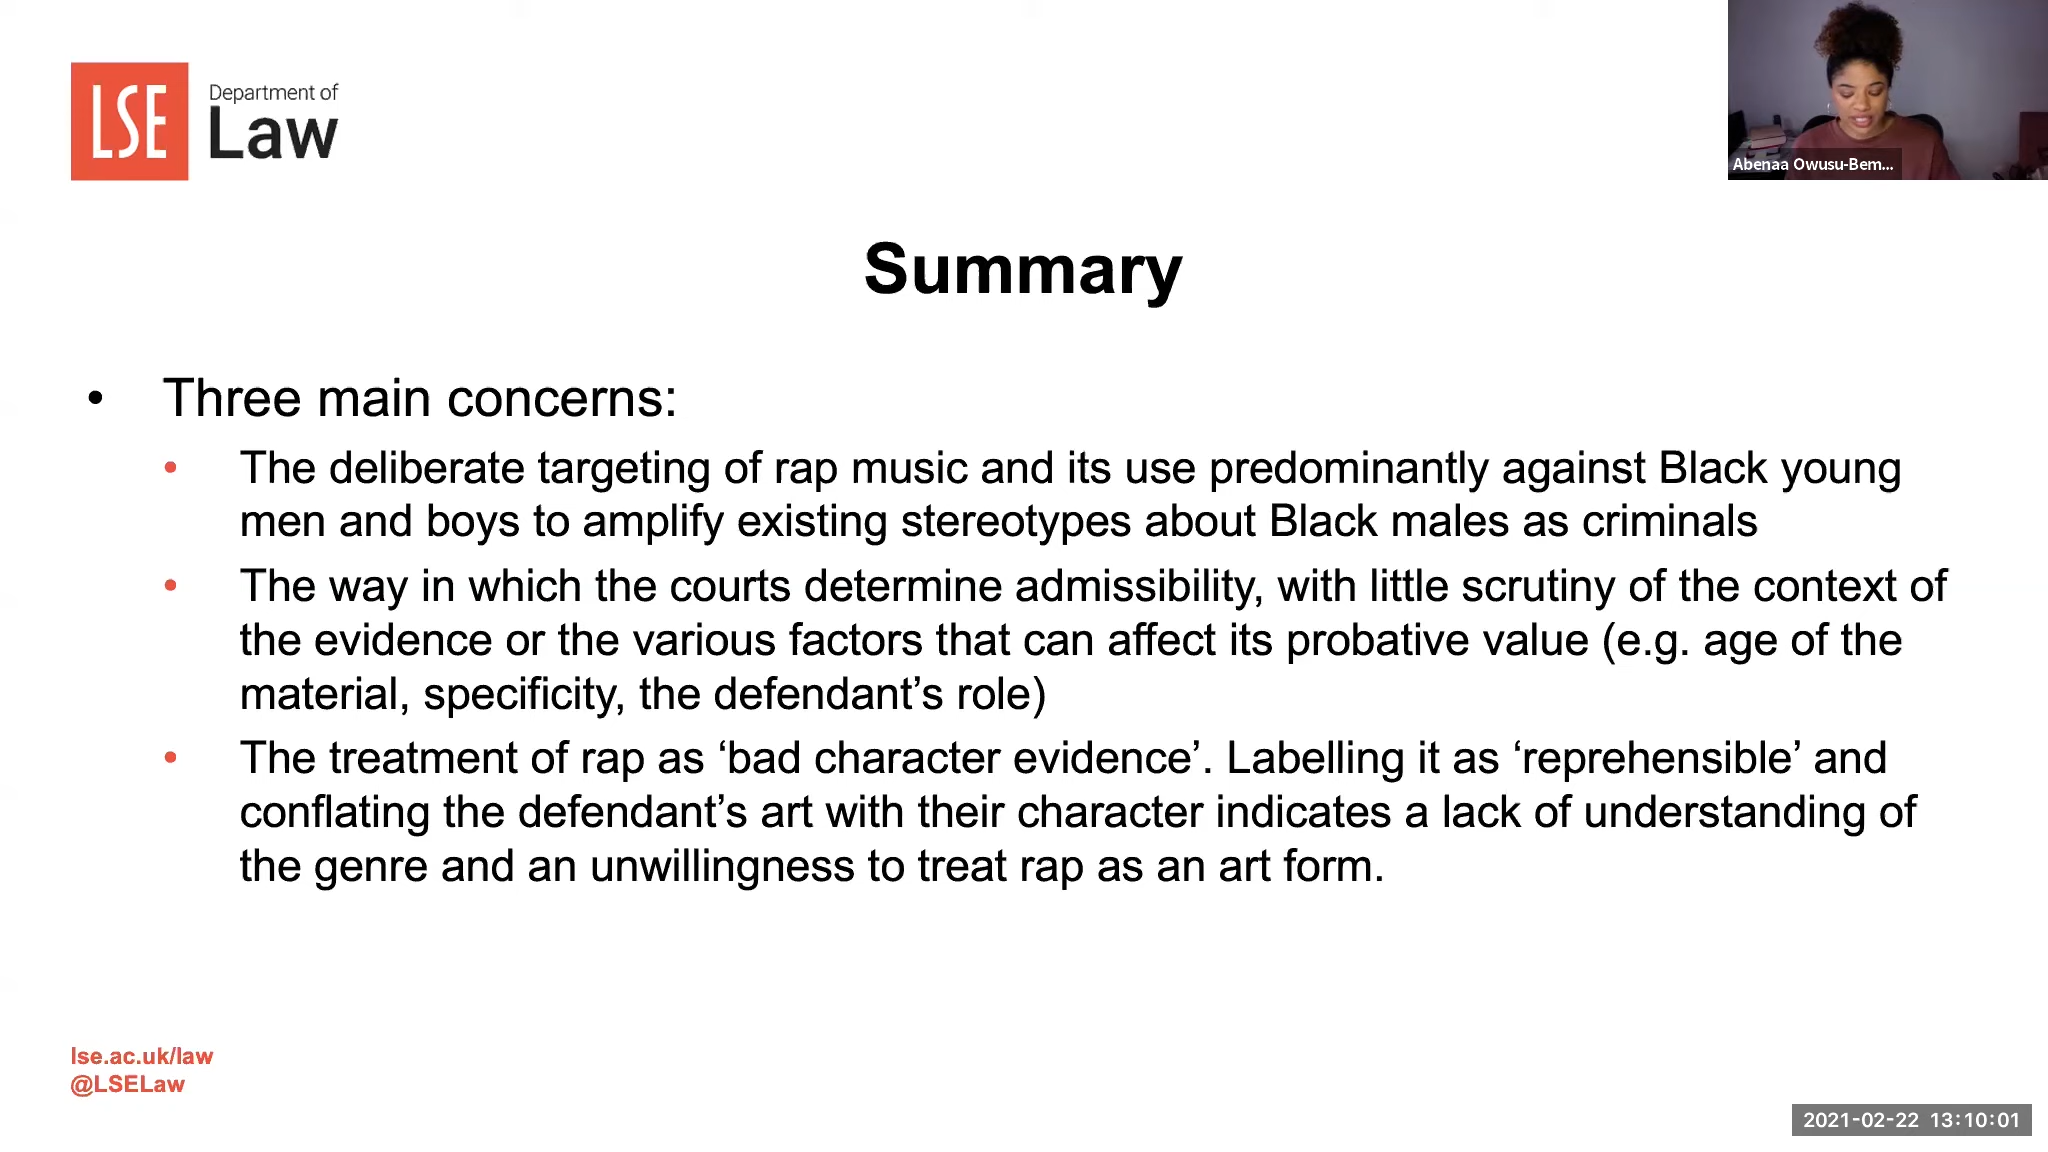 LSE
Department of
Law
Abenaa Owusu-Bem...
Summary
• Three main concerns:
• The deliberate targeting of rap music and its use predominantly against Black young
men and boys to amplify existing stereotypes about Black males as criminals
• The way in which the courts determine admissibility, with little scrutiny of the context of
the evidence or the various factors that can affect its probative value (e.g. age of the
material, specificity, the defendant’s role)
• The treatment of rap as ‘bad character evidence’. Labelling it as ‘reprehensible’ and
conflating the defendant’s art with their character indicates a lack of understanding of
the genre and an unwillingness to treat rap as an art form.
lse.ac.uk/law
@LSELaw
2021-02-22 13:10:01